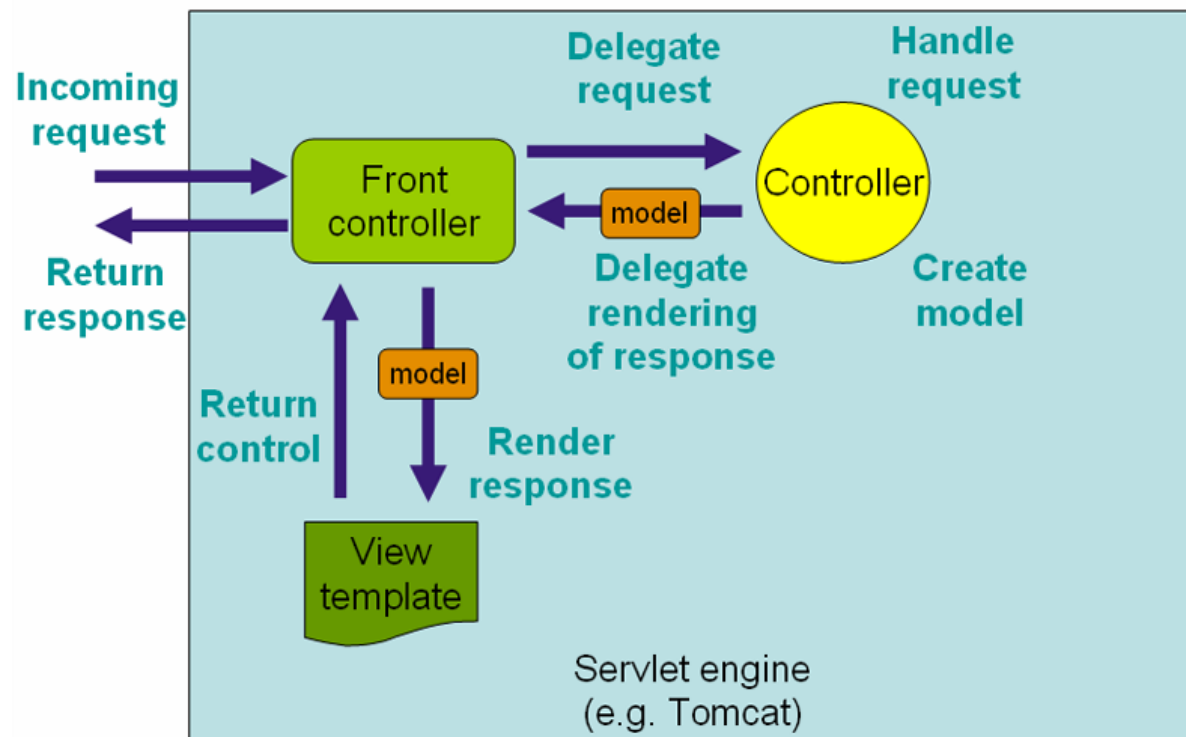 Incoming
request
Return
response
Front
controller
Delegate
request
Handle
request
Controller
model
Delegate
rendering
of response
Create
model
Return
control
model
Render
response
View
template
Servlet engine
(e.g. Tomcat)